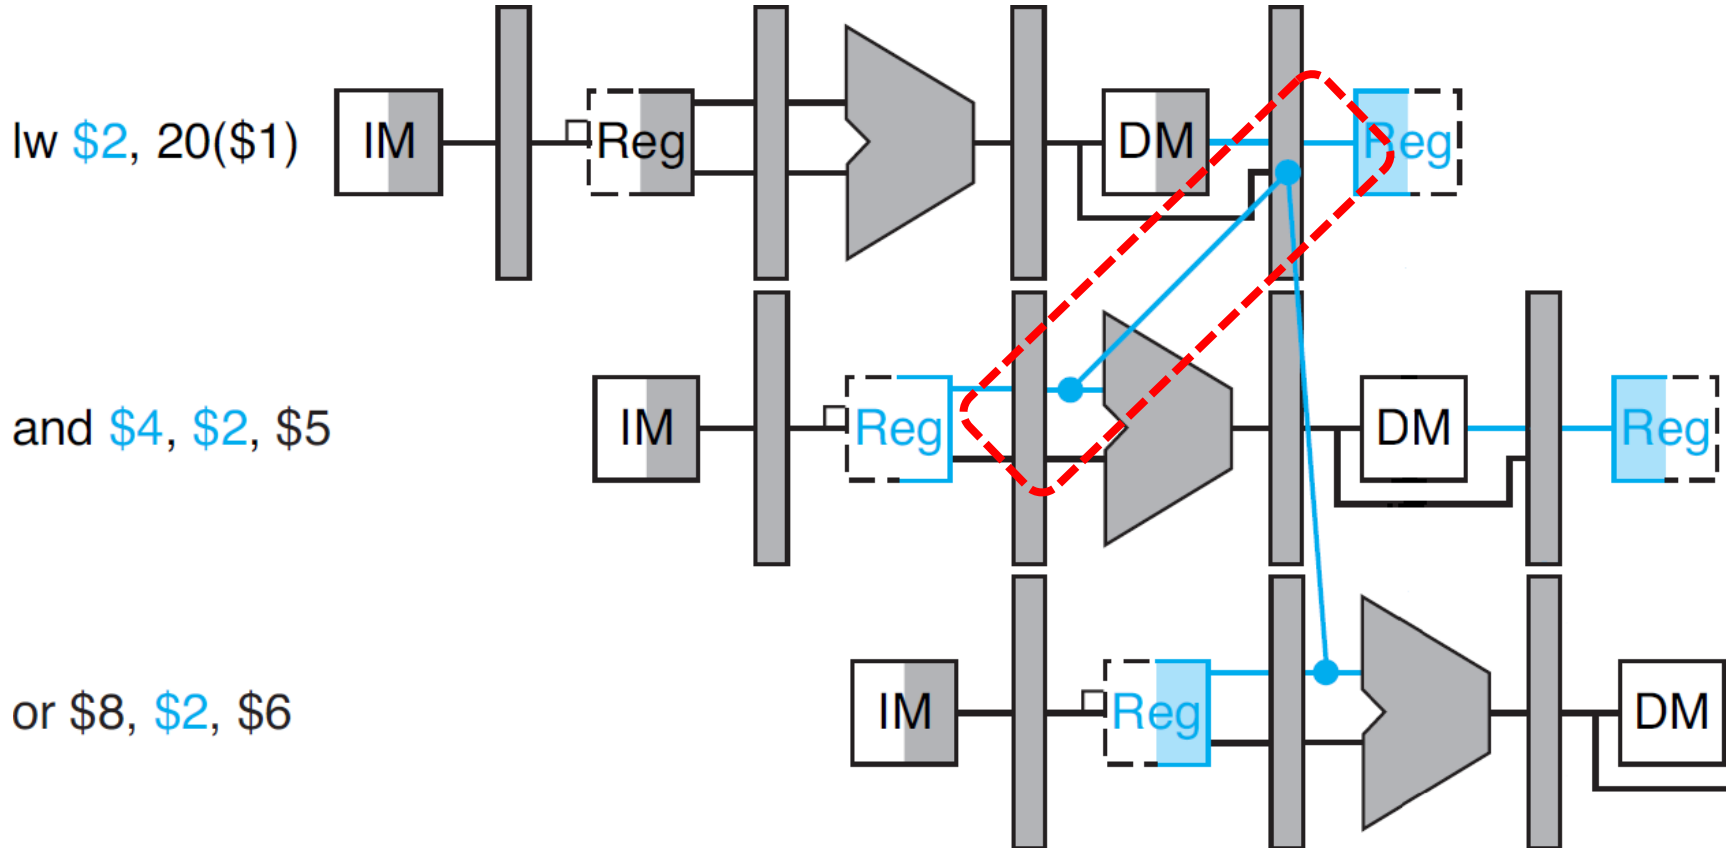 lw $2, 20($1) IM Reg DM Reg
and $4, $2, $5 IM Reg DM Reg
or $8, $2, $6 IM Reg DM